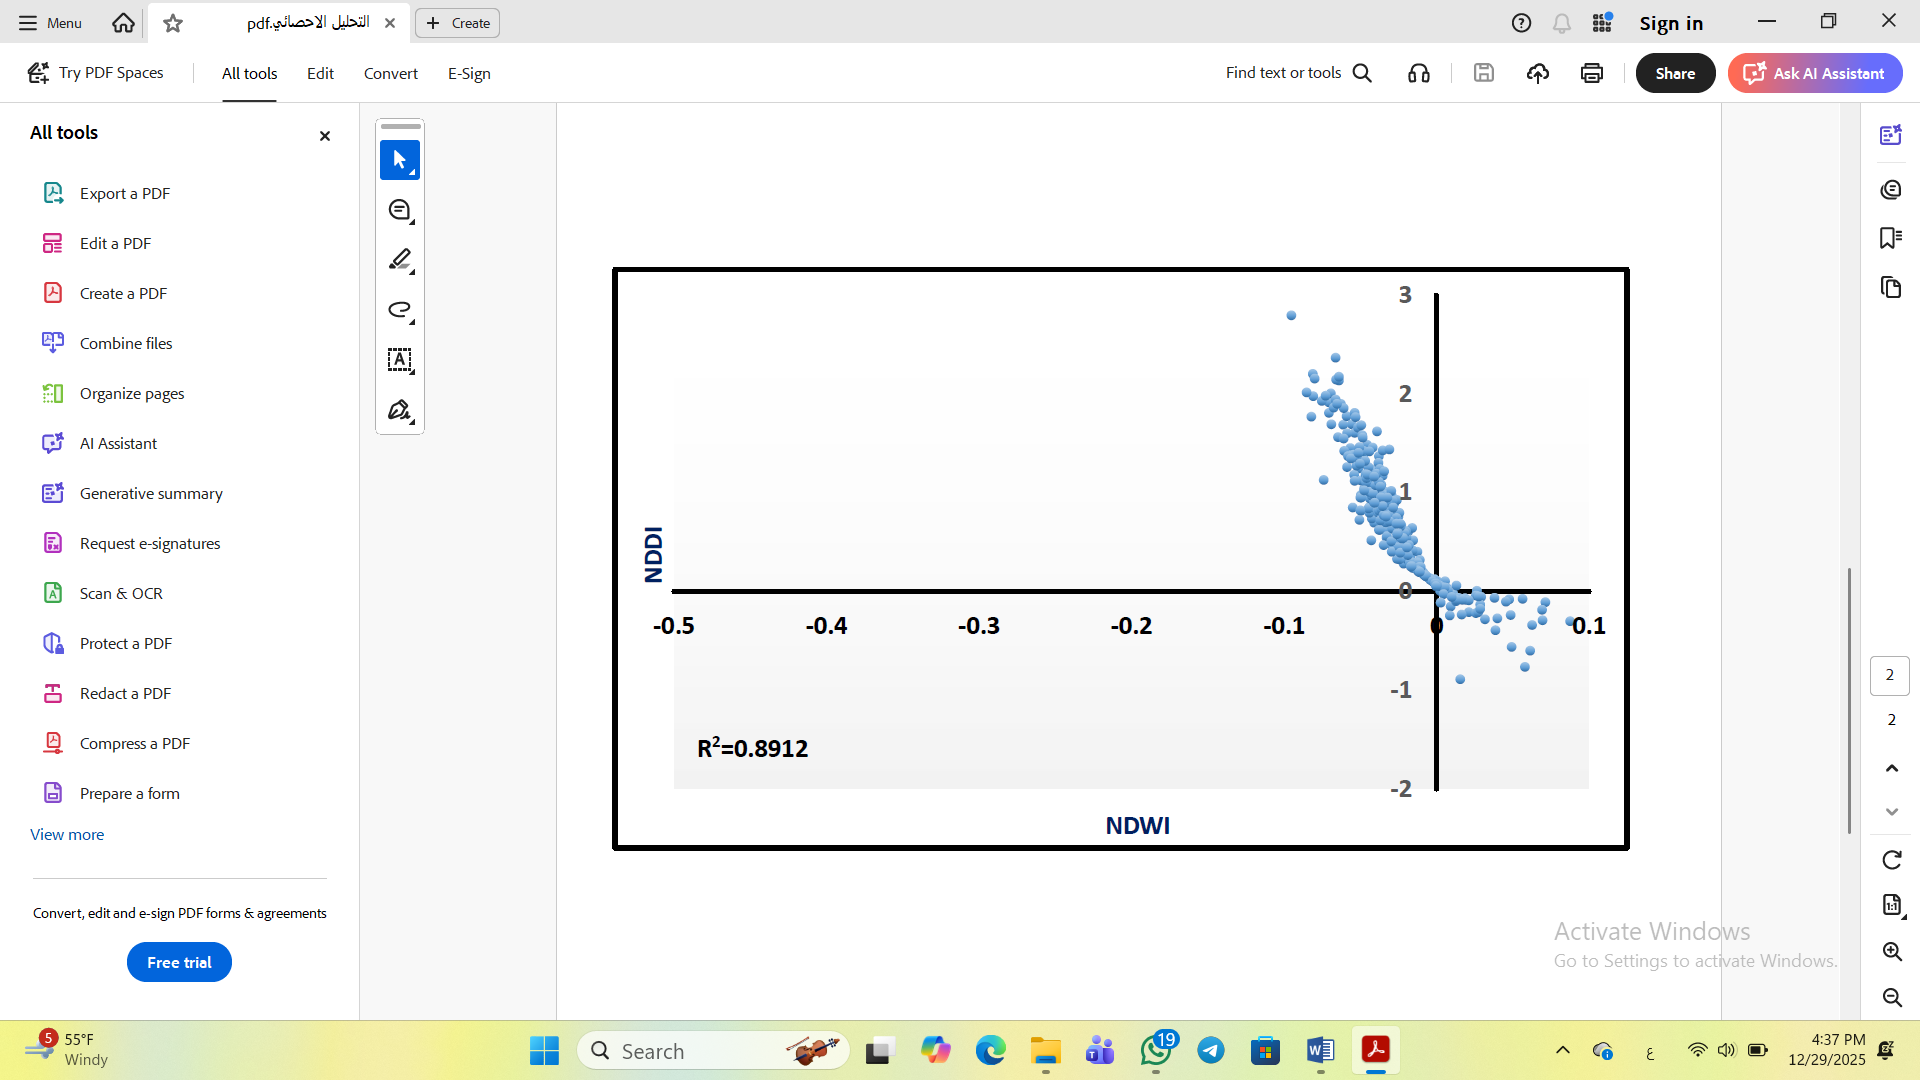 Menu
التحليل الاحصائي.pdf
Create
Sign in
Try PDF Spaces
All tools
Edit
Convert
E-Sign
Find text or tools
Share
Ask AI Assistant
All tools
Export a PDF
Edit a PDF
Create a PDF
Combine files
Organize pages
AI Assistant
Generative summary
Request e-signatures
Scan & OCR
Protect a PDF
Redact a PDF
Compress a PDF
Prepare a form
View more
Convert, edit and e-sign PDF forms & agreements
Free trial
3
2
1
0
-1
-2
NDDI
-0.5 -0.4 -0.3 -0.2 -0.1 0 0.1
R²=0.8912
NDWI
2
2
Activate Windows
Go to Settings to activate Windows.
5
55°F
Windy
Search
19
ع
4:37 PM
12/29/2025